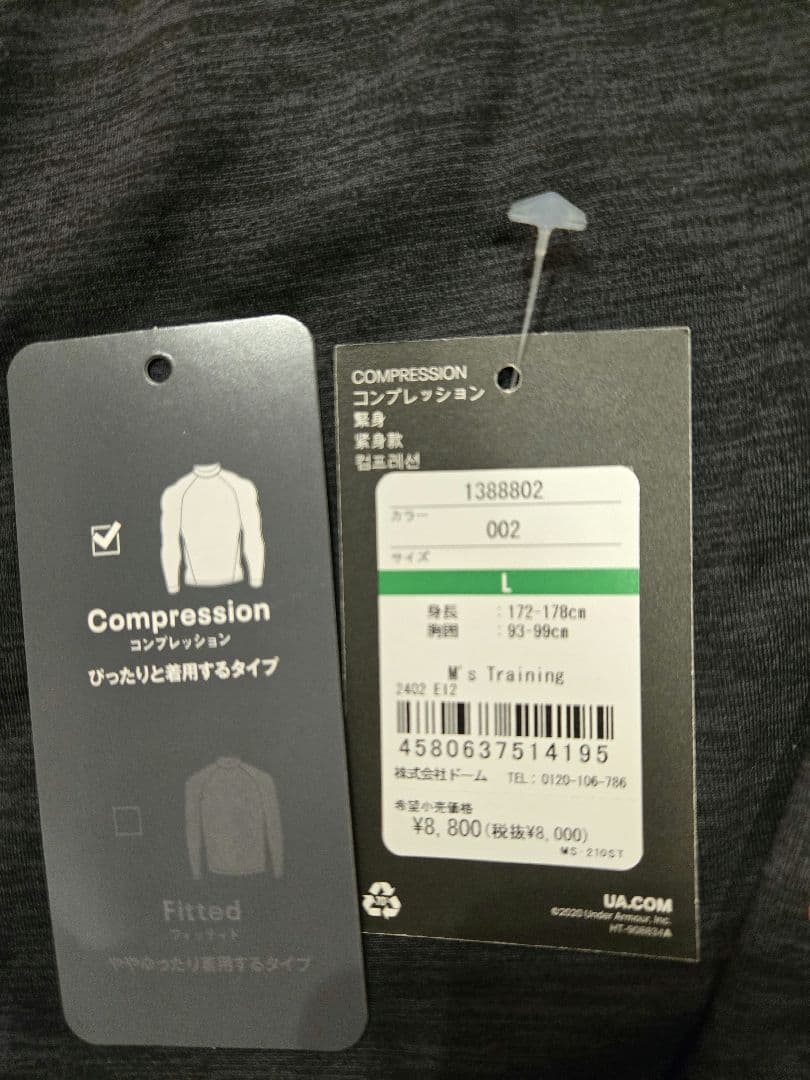 Compression
コンプレッション
ぴったりと着用するタイプ
Fitted
フィッティド
ややゆったり着用するタイプ
COMPRESSION
コンプレッション
緊身
紧身款
컴프레션
1388802
カラー
002
サイズ
L
身長 : 172-178cm
胸囲 : 93-99cm
M's Training
2402 E12
4580637514195
株式会社ドーム TEL: 0120-106-786
希望小売価格
¥8,800(税抜¥8,000)
MS-210ST
UA.COM
©2020 Under Armour, Inc.
HT-908834A